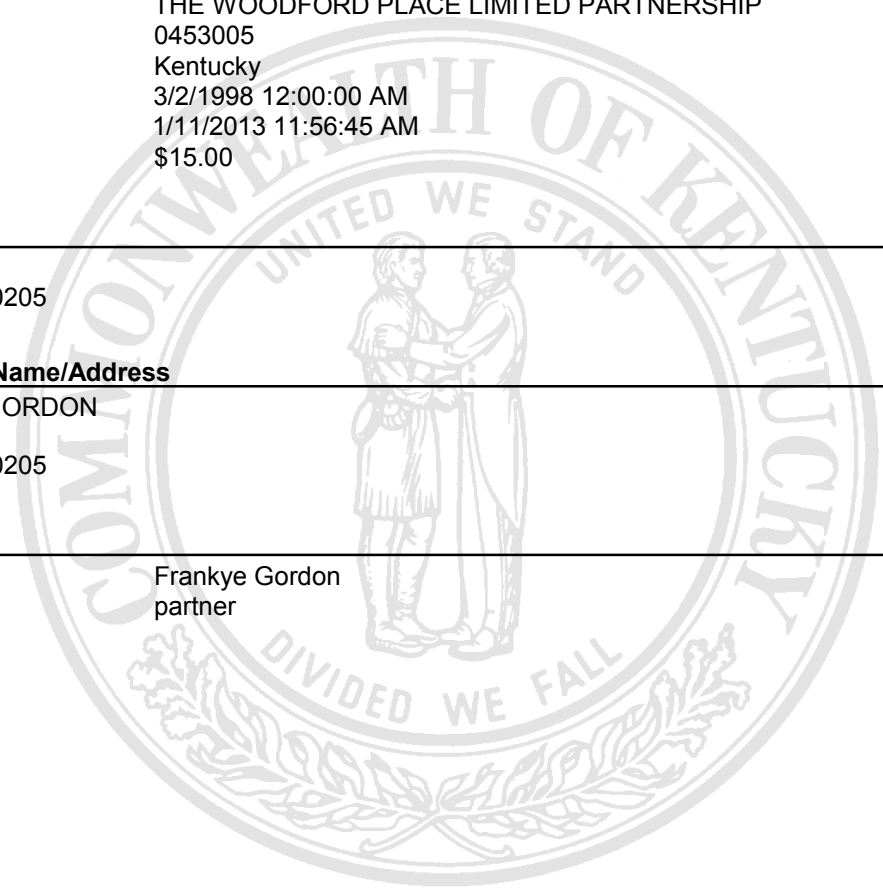 THE WOODFORD PLACE LIMITED PARTNERSHIP
0453005
Kentucky
3/2/1998 12:00:00 AM
1/11/2013 11:56:45 AM
$15.00
0205
Name/Address
GORDON
0205
Frankye Gordon
partner
COMMONWEALTH OF KENTUCKY
UNITED WE STAND
DIVIDED WE FALL